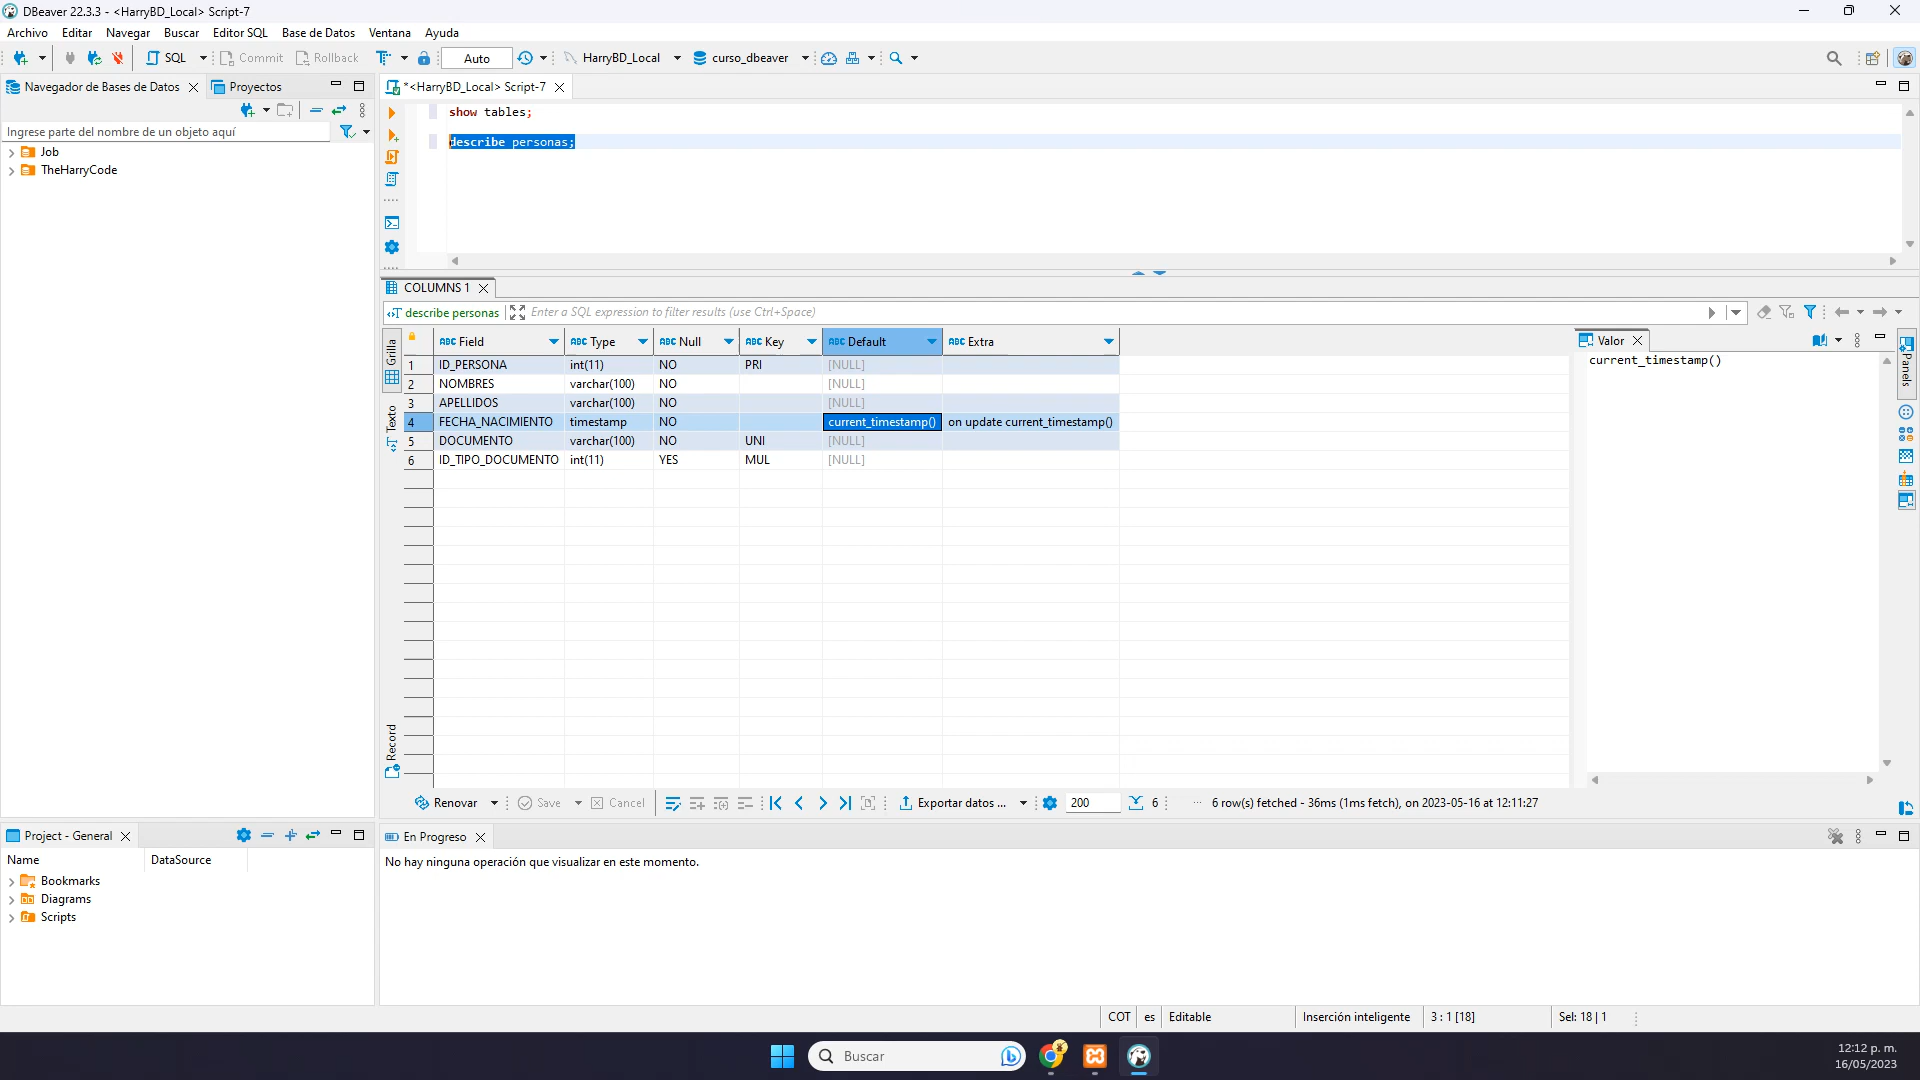 DBeaver 22.3.3 - <HarryBD_Local> Script-7
Archivo Editar Navegar Buscar Editor SQL Base de Datos Ventana Ayuda
SQL Commit Rollback Auto HarryBD_Local curso_dbeaver
Navegador de Bases de Datos Proyectos
Ingrese parte del nombre de un objeto aquí
Job
TheHarryCode
*<HarryBD_Local> Script-7
show tables;
describe personas;
COLUMNS 1
describe personas Enter a SQL expression to filter results (use Ctrl+Space)
Grilla
Texto
Record
ABC Field ABC Type ABC Null ABC Key ABC Default ABC Extra
1 ID_PERSONA int(11) NO PRI [NULL]
2 NOMBRES varchar(100) NO [NULL]
3 APELLIDOS varchar(100) NO [NULL]
4 FECHA_NACIMIENTO timestamp NO current_timestamp() on update current_timestamp()
5 DOCUMENTO varchar(100) NO UNI [NULL]
6 ID_TIPO_DOCUMENTO int(11) YES MUL [NULL]
Valor
current_timestamp()
Panels
Renovar Save Cancel Exportar datos ... 200 6 ... 6 row(s) fetched - 36ms (1ms fetch), on 2023-05-16 at 12:11:27
Project - General
Name DataSource
Bookmarks
Diagrams
Scripts
En Progreso
No hay ninguna operación que visualizar en este momento.
COT es Editable Inserción inteligente 3 : 1 [18] Sel: 18 | 1
Buscar
12:12 p. m.
16/05/2023